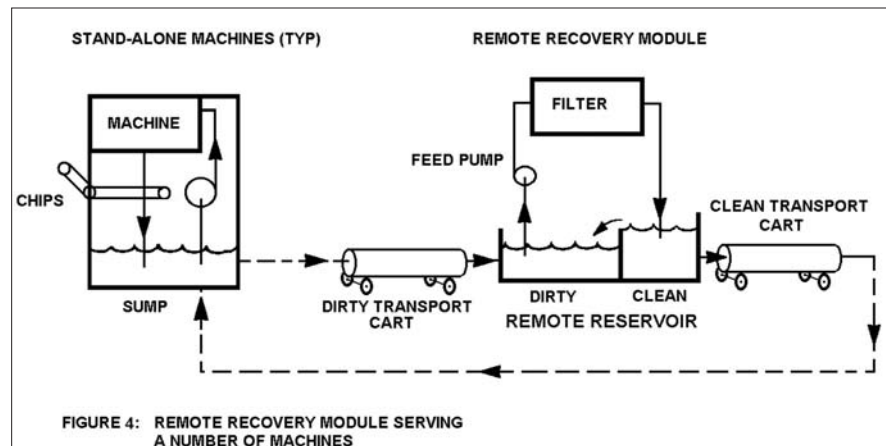 STAND-ALONE MACHINES (TYP)
REMOTE RECOVERY MODULE
MACHINE
FILTER
FEED PUMP
CHIPS
CLEAN TRANSPORT
CART
SUMP
DIRTY TRANSPORT
CART
DIRTY
CLEAN
REMOTE RESERVOIR
FIGURE 4: REMOTE RECOVERY MODULE SERVING
A NUMBER OF MACHINES